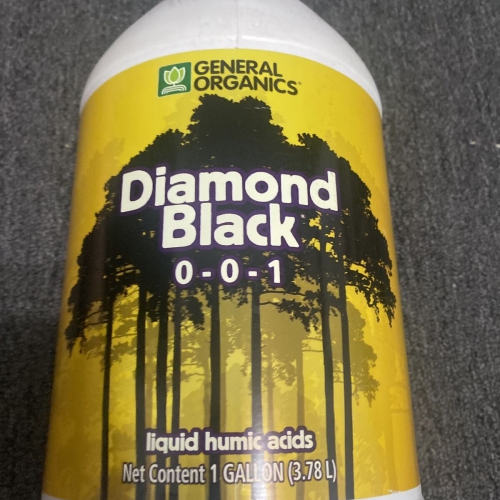 GENERAL
ORGANICS®
Diamond
Black
0-0-1
liquid humic acids
Net Content 1 GALLON (3.78 L)